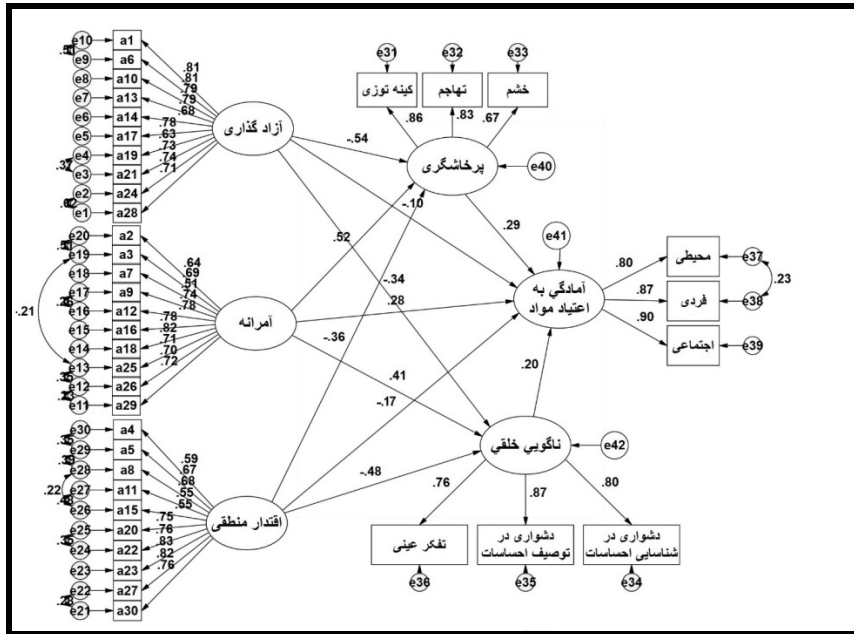 e10 a1
e9 a6
e8 a10
e7 a13
e6 a14
e5 a17
e4 a19
e3 a21
e2 a24
e1 a28
.37
.81
.81
.79
.79
.68
.78
.63
.73
.74
.71
آزاد گذاری
e20 a2
e19 a3
e18 a7
e17 a9
e16 a12
e15 a16
e14 a18
e13 a25
e12 a26
e11 a29
-.21
.64
.69
.51
.74
.78
.78
.82
.71
.70
.72
آمرانه
e30 a4
e29 a5
e28 a8
e27 a11
e26 a15
e25 a20
e24 a22
e23 a23
e22 a27
e21 a30
.22
.59
.67
.68
.55
.55
.75
.76
.83
.82
.76
اقتدار منطقی
e31 e32 e33
کینه توزی تهاجم خشم
.86 .83 .67
پرخاشگری
e40
-.54
-.10
.52
.29
-.34
.28
-.36
.41
-.17
-.48
.20
e41
آمادگي به
اعتیاد مواد
.80
.87
.90
محیطی e37
فردی e38
اجتماعی e39
.23
ناگويي خلقي
e42
.76 .87 .80
تفکر عینی
دشواری در
توصیف احساسات
دشواری در
شناسایی احساسات
e36 e35 e34